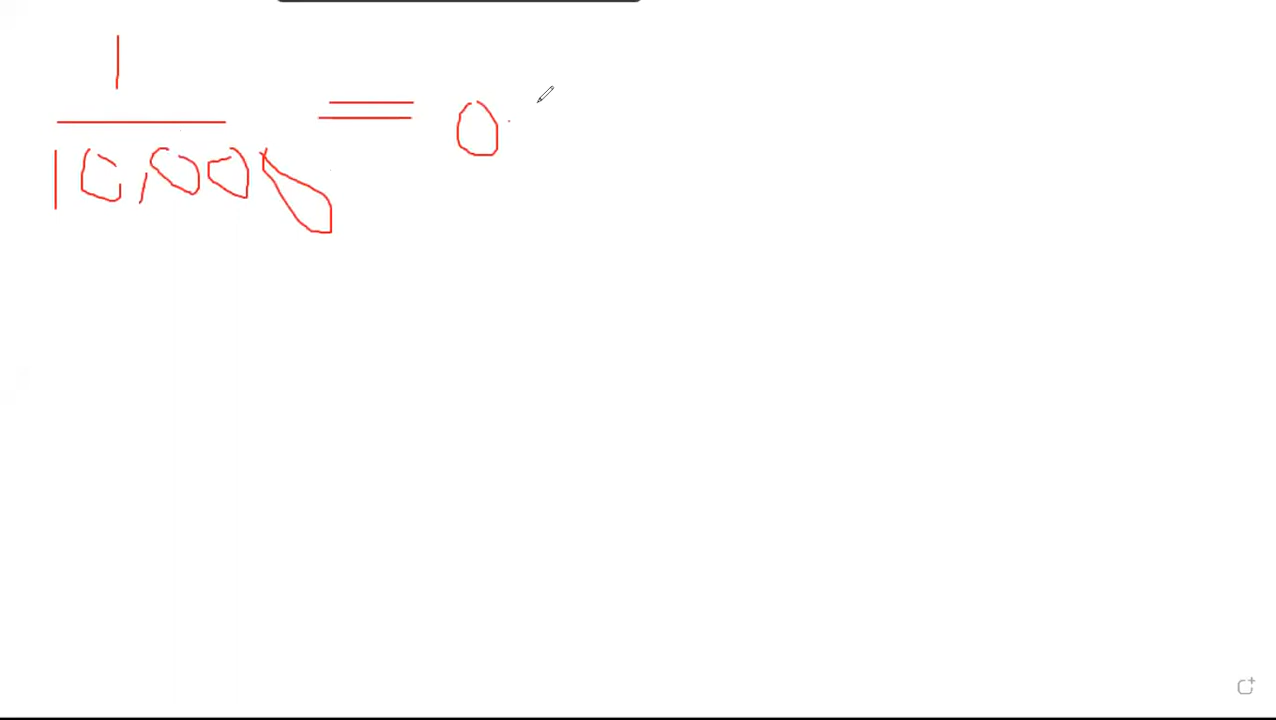 1
10,000 = 0.